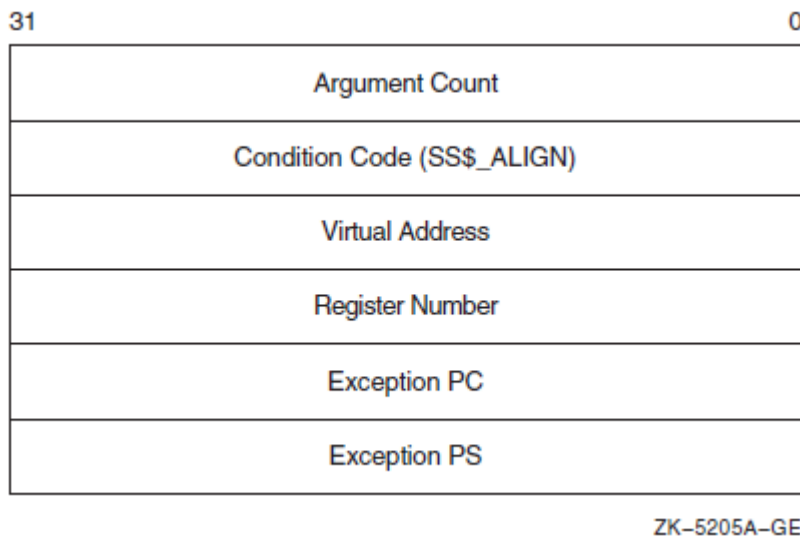 31 0
Argument Count
Condition Code (SS$_ALIGN)
Virtual Address
Register Number
Exception PC
Exception PS
ZK–5205A–GE